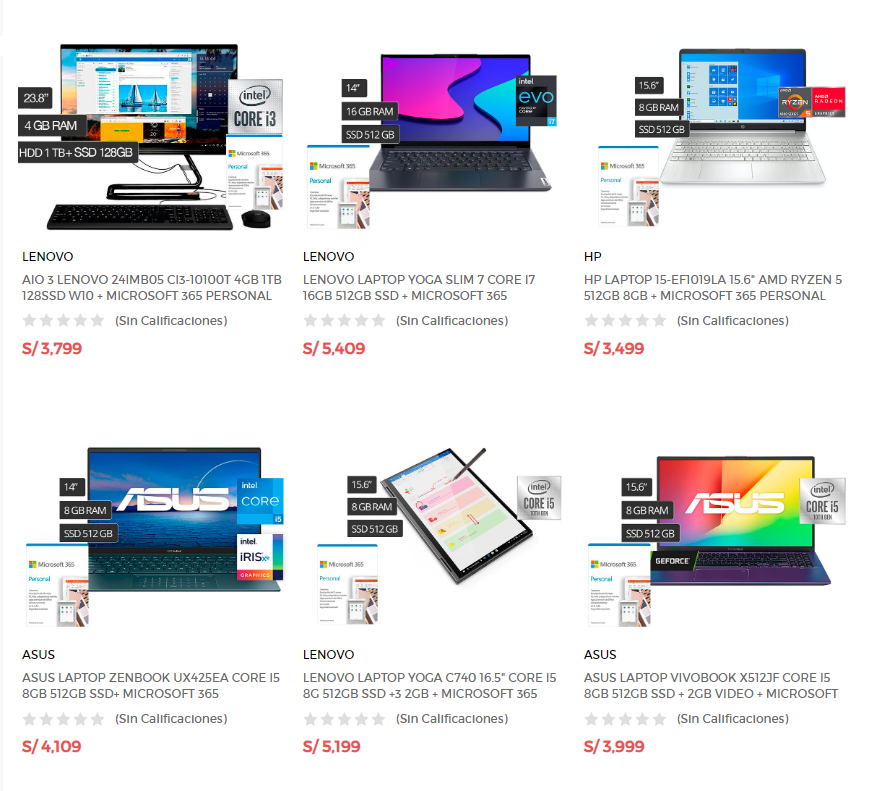 23.8”
4 GB RAM
HDD 1 TB+ SSD 128GB
intel
CORE i3
Microsoft 365
Personal
LENOVO
AIO 3 LENOVO 24IMB05 CI3-10100T 4GB 1TB
128SSD W10 + MICROSOFT 365 PERSONAL
(Sin Calificaciones)
S/ 3,799
14”
16 GB RAM
SSD 512 GB
intel
evo
CORE
i7
Microsoft 365
Personal
LENOVO
LENOVO LAPTOP YOGA SLIM 7 CORE I7
16GB 512GB SSD + MICROSOFT 365
(Sin Calificaciones)
S/ 5,409
15.6”
8 GB RAM
SSD 512 GB
AMD
RYZEN
5
AMD
RADEON
GRAPHICS
Microsoft 365
Personal
HP
HP LAPTOP 15-EF1019LA 15.6" AMD RYZEN 5
512GB 8GB + MICROSOFT 365 PERSONAL
(Sin Calificaciones)
S/ 3,499
14”
8 GB RAM
SSD 512 GB
ASUS
intel
core
i5
intel
iRIS xe
GRAPHICS
Microsoft 365
Personal
ASUS
ASUS LAPTOP ZENBOOK UX425EA CORE I5
8GB 512GB SSD+ MICROSOFT 365
(Sin Calificaciones)
S/ 4,109
15.6”
8 GB RAM
SSD 512 GB
intel
CORE i5
10TH GEN
Microsoft 365
Personal
LENOVO
LENOVO LAPTOP YOGA C740 16.5" CORE I5
8G 512GB SSD +3 2GB + MICROSOFT 365
(Sin Calificaciones)
S/ 5,199
15.6”
8 GB RAM
SSD 512 GB
ASUS
intel
CORE i5
10TH GEN
GEFORCE
Microsoft 365
Personal
ASUS
ASUS LAPTOP VIVOBOOK X512JF CORE I5
8GB 512GB SSD + 2GB VIDEO + MICROSOFT
(Sin Calificaciones)
S/ 3,999